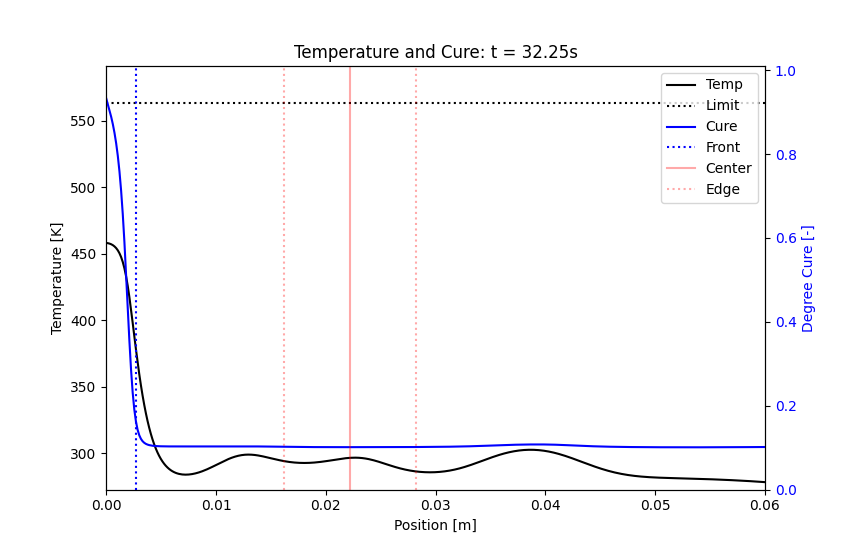 Temperature and Cure: t = 32.25s
Temp
Limit
Cure
Front
Center
Edge
Temperature [K]
550
500
450
400
350
300
Degree Cure [-]
1.0
0.8
0.6
0.4
0.2
0.0
0.00 0.01 0.02 0.03 0.04 0.05 0.06
Position [m]